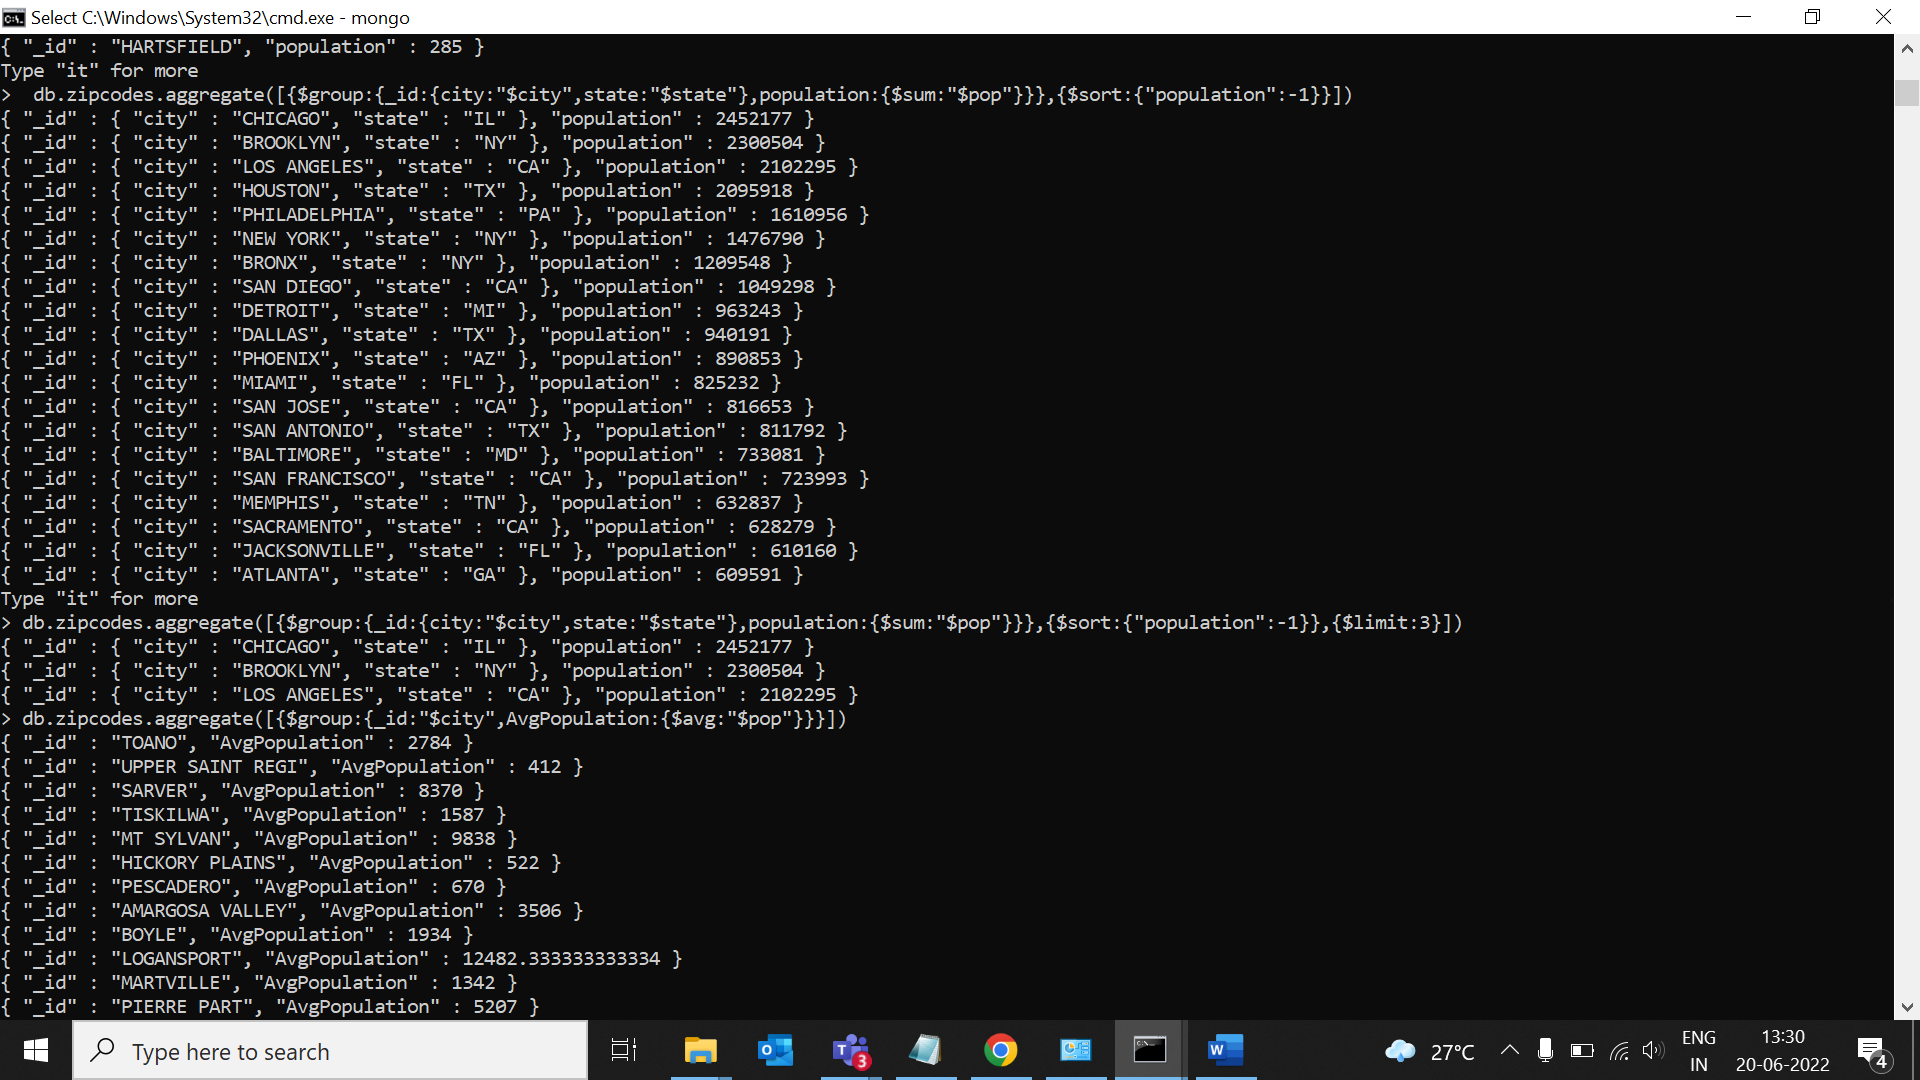 Select C:\Windows\System32\cmd.exe - mongo
{ "_id" : "HARTSFIELD", "population" : 285 }
Type "it" for more
>  db.zipcodes.aggregate([{$group:{_id:{city:"$city",state:"$state"},population:{$sum:"$pop"}}},{$sort:{"population":-1}}])
{ "_id" : { "city" : "CHICAGO", "state" : "IL" }, "population" : 2452177 }
{ "_id" : { "city" : "BROOKLYN", "state" : "NY" }, "population" : 2300504 }
{ "_id" : { "city" : "LOS ANGELES", "state" : "CA" }, "population" : 2102295 }
{ "_id" : { "city" : "HOUSTON", "state" : "TX" }, "population" : 2095918 }
{ "_id" : { "city" : "PHILADELPHIA", "state" : "PA" }, "population" : 1610956 }
{ "_id" : { "city" : "NEW YORK", "state" : "NY" }, "population" : 1476790 }
{ "_id" : { "city" : "BRONX", "state" : "NY" }, "population" : 1209548 }
{ "_id" : { "city" : "SAN DIEGO", "state" : "CA" }, "population" : 1049298 }
{ "_id" : { "city" : "DETROIT", "state" : "MI" }, "population" : 963243 }
{ "_id" : { "city" : "DALLAS", "state" : "TX" }, "population" : 940191 }
{ "_id" : { "city" : "PHOENIX", "state" : "AZ" }, "population" : 890853 }
{ "_id" : { "city" : "MIAMI", "state" : "FL" }, "population" : 825232 }
{ "_id" : { "city" : "SAN JOSE", "state" : "CA" }, "population" : 816653 }
{ "_id" : { "city" : "SAN ANTONIO", "state" : "TX" }, "population" : 811792 }
{ "_id" : { "city" : "BALTIMORE", "state" : "MD" }, "population" : 733081 }
{ "_id" : { "city" : "SAN FRANCISCO", "state" : "CA" }, "population" : 723993 }
{ "_id" : { "city" : "MEMPHIS", "state" : "TN" }, "population" : 632837 }
{ "_id" : { "city" : "SACRAMENTO", "state" : "CA" }, "population" : 628279 }
{ "_id" : { "city" : "JACKSONVILLE", "state" : "FL" }, "population" : 610160 }
{ "_id" : { "city" : "ATLANTA", "state" : "GA" }, "population" : 609591 }
Type "it" for more
> db.zipcodes.aggregate([{$group:{_id:{city:"$city",state:"$state"},population:{$sum:"$pop"}}},{$sort:{"population":-1}},{$limit:3}])
{ "_id" : { "city" : "CHICAGO", "state" : "IL" }, "population" : 2452177 }
{ "_id" : { "city" : "BROOKLYN", "state" : "NY" }, "population" : 2300504 }
{ "_id" : { "city" : "LOS ANGELES", "state" : "CA" }, "population" : 2102295 }
> db.zipcodes.aggregate([{$group:{_id:"$city",AvgPopulation:{$avg:"$pop"}}}])
{ "_id" : "TOANO", "AvgPopulation" : 2784 }
{ "_id" : "UPPER SAINT REGI", "AvgPopulation" : 412 }
{ "_id" : "SARVER", "AvgPopulation" : 8370 }
{ "_id" : "TISKILWA", "AvgPopulation" : 1587 }
{ "_id" : "MT SYLVAN", "AvgPopulation" : 9838 }
{ "_id" : "HICKORY PLAINS", "AvgPopulation" : 522 }
{ "_id" : "PESCADERO", "AvgPopulation" : 670 }
{ "_id" : "AMARGOSA VALLEY", "AvgPopulation" : 3506 }
{ "_id" : "BOYLE", "AvgPopulation" : 1934 }
{ "_id" : "LOGANSPORT", "AvgPopulation" : 12482.333333333334 }
{ "_id" : "MARTVILLE", "AvgPopulation" : 1342 }
{ "_id" : "PIERRE PART", "AvgPopulation" : 5207 }
Type here to search
3
27°C
ENG
IN
13:30
20-06-2022
4